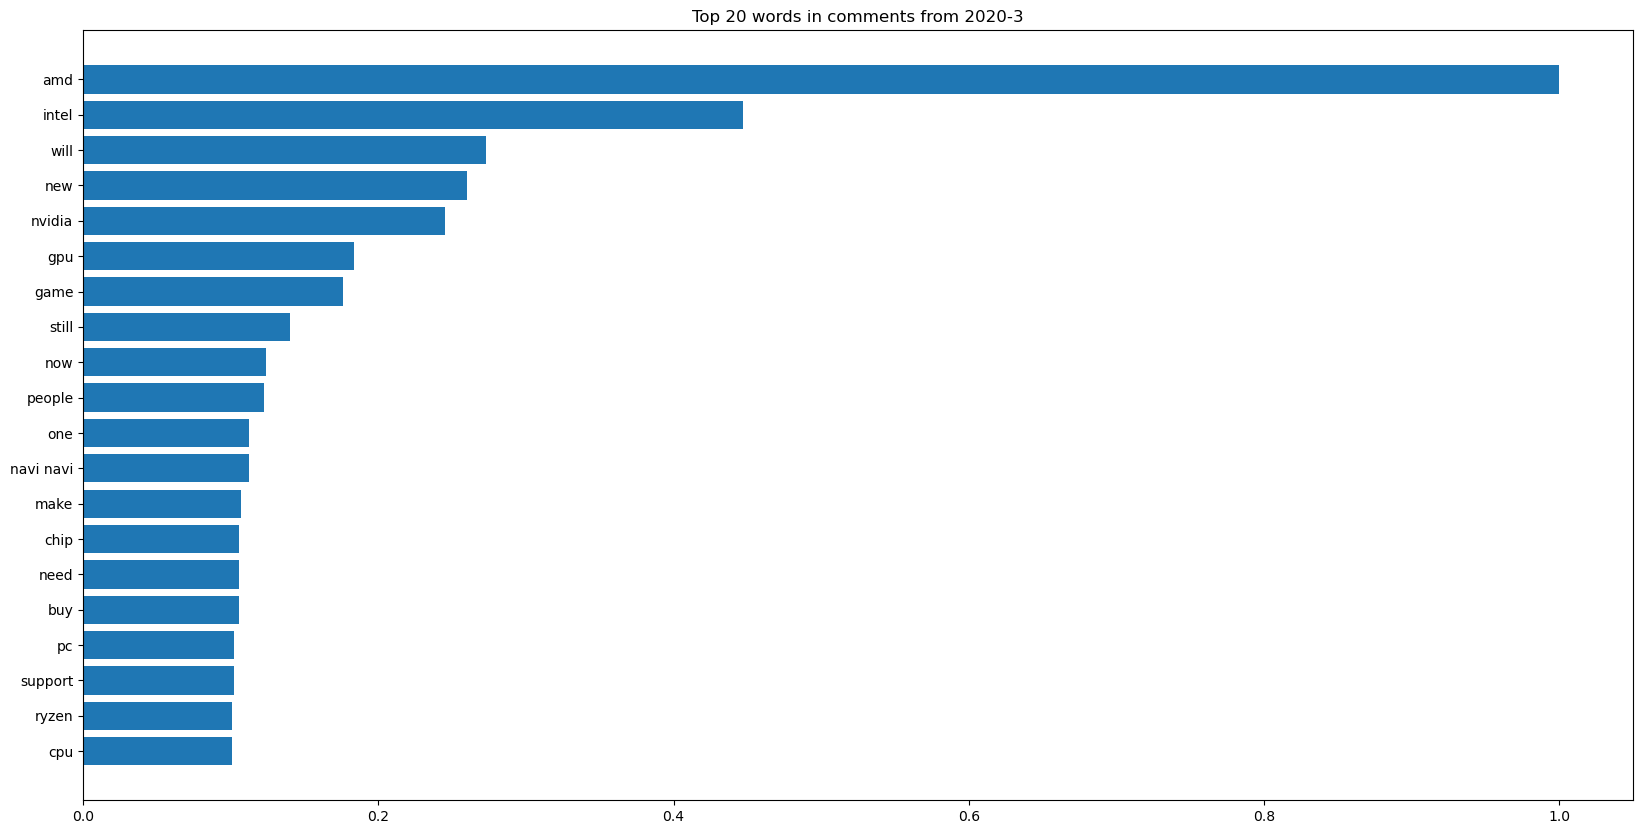 Top 20 words in comments from 2020-3
amd
intel
will
new
nvidia
gpu
game
still
now
people
one
navi navi
make
chip
need
buy
pc
support
ryzen
cpu
0.0 0.2 0.4 0.6 0.8 1.0